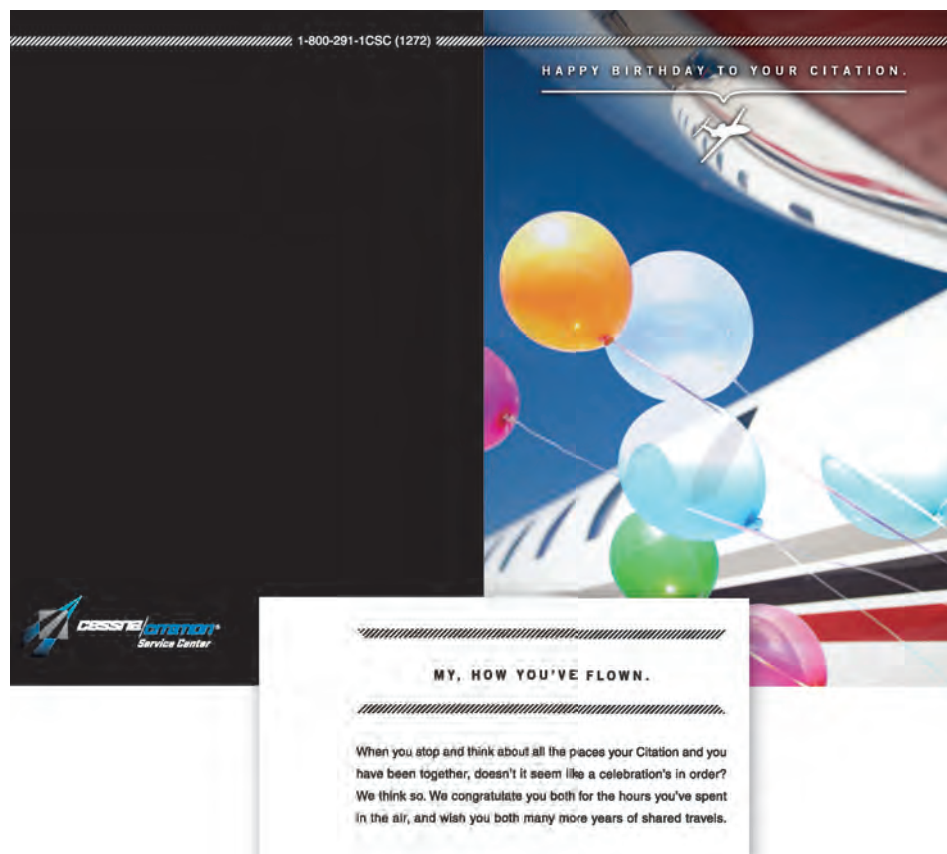 1-800-291-1CSC (1272)
HAPPY BIRTHDAY TO YOUR CITATION.
cessna/citation®
Service Center
MY, HOW YOU'VE FLOWN.
When you stop and think about all the places your Citation and you
have been together, doesn't it seem like a celebration's in order?
We think so. We congratulate you both for the hours you've spent
in the air, and wish you both many more years of shared travels.